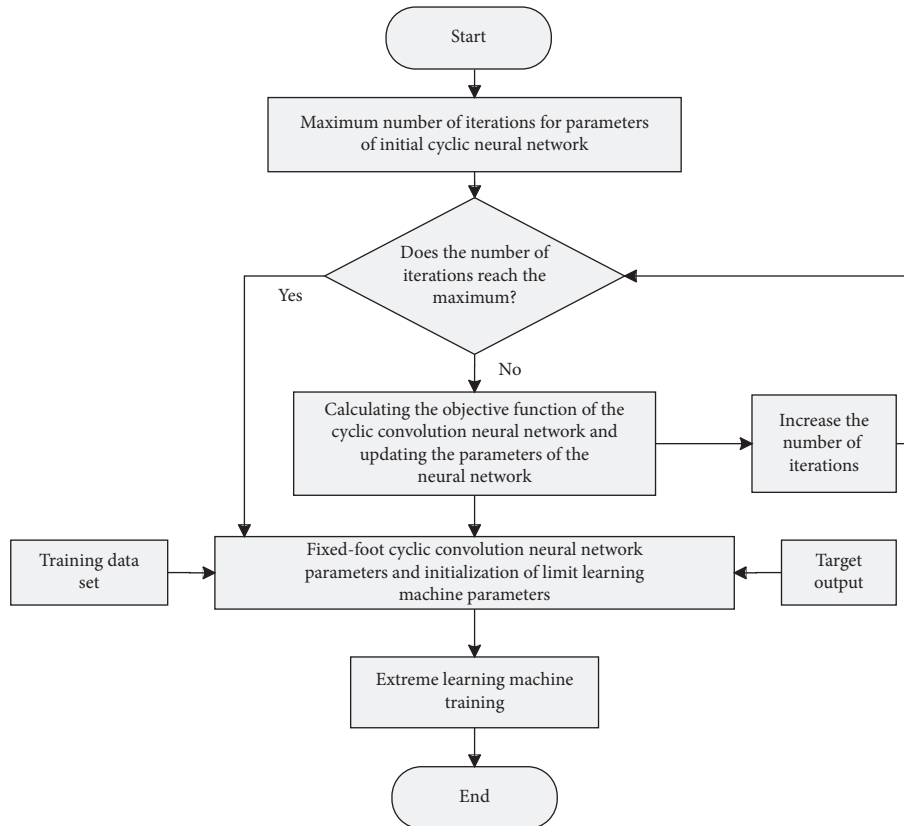 Start
Maximum number of iterations for parameters
of initial cyclic neural network
Does the number of
iterations reach the
maximum?
Yes
No
Calculating the objective function of the
cyclic convolution neural network and
updating the parameters of the
neural network
Increase the
number of
iterations
Training data
set
Fixed-foot cyclic convolution neural network
parameters and initialization of limit learning
machine parameters
Target
output
Extreme learning machine
training
End